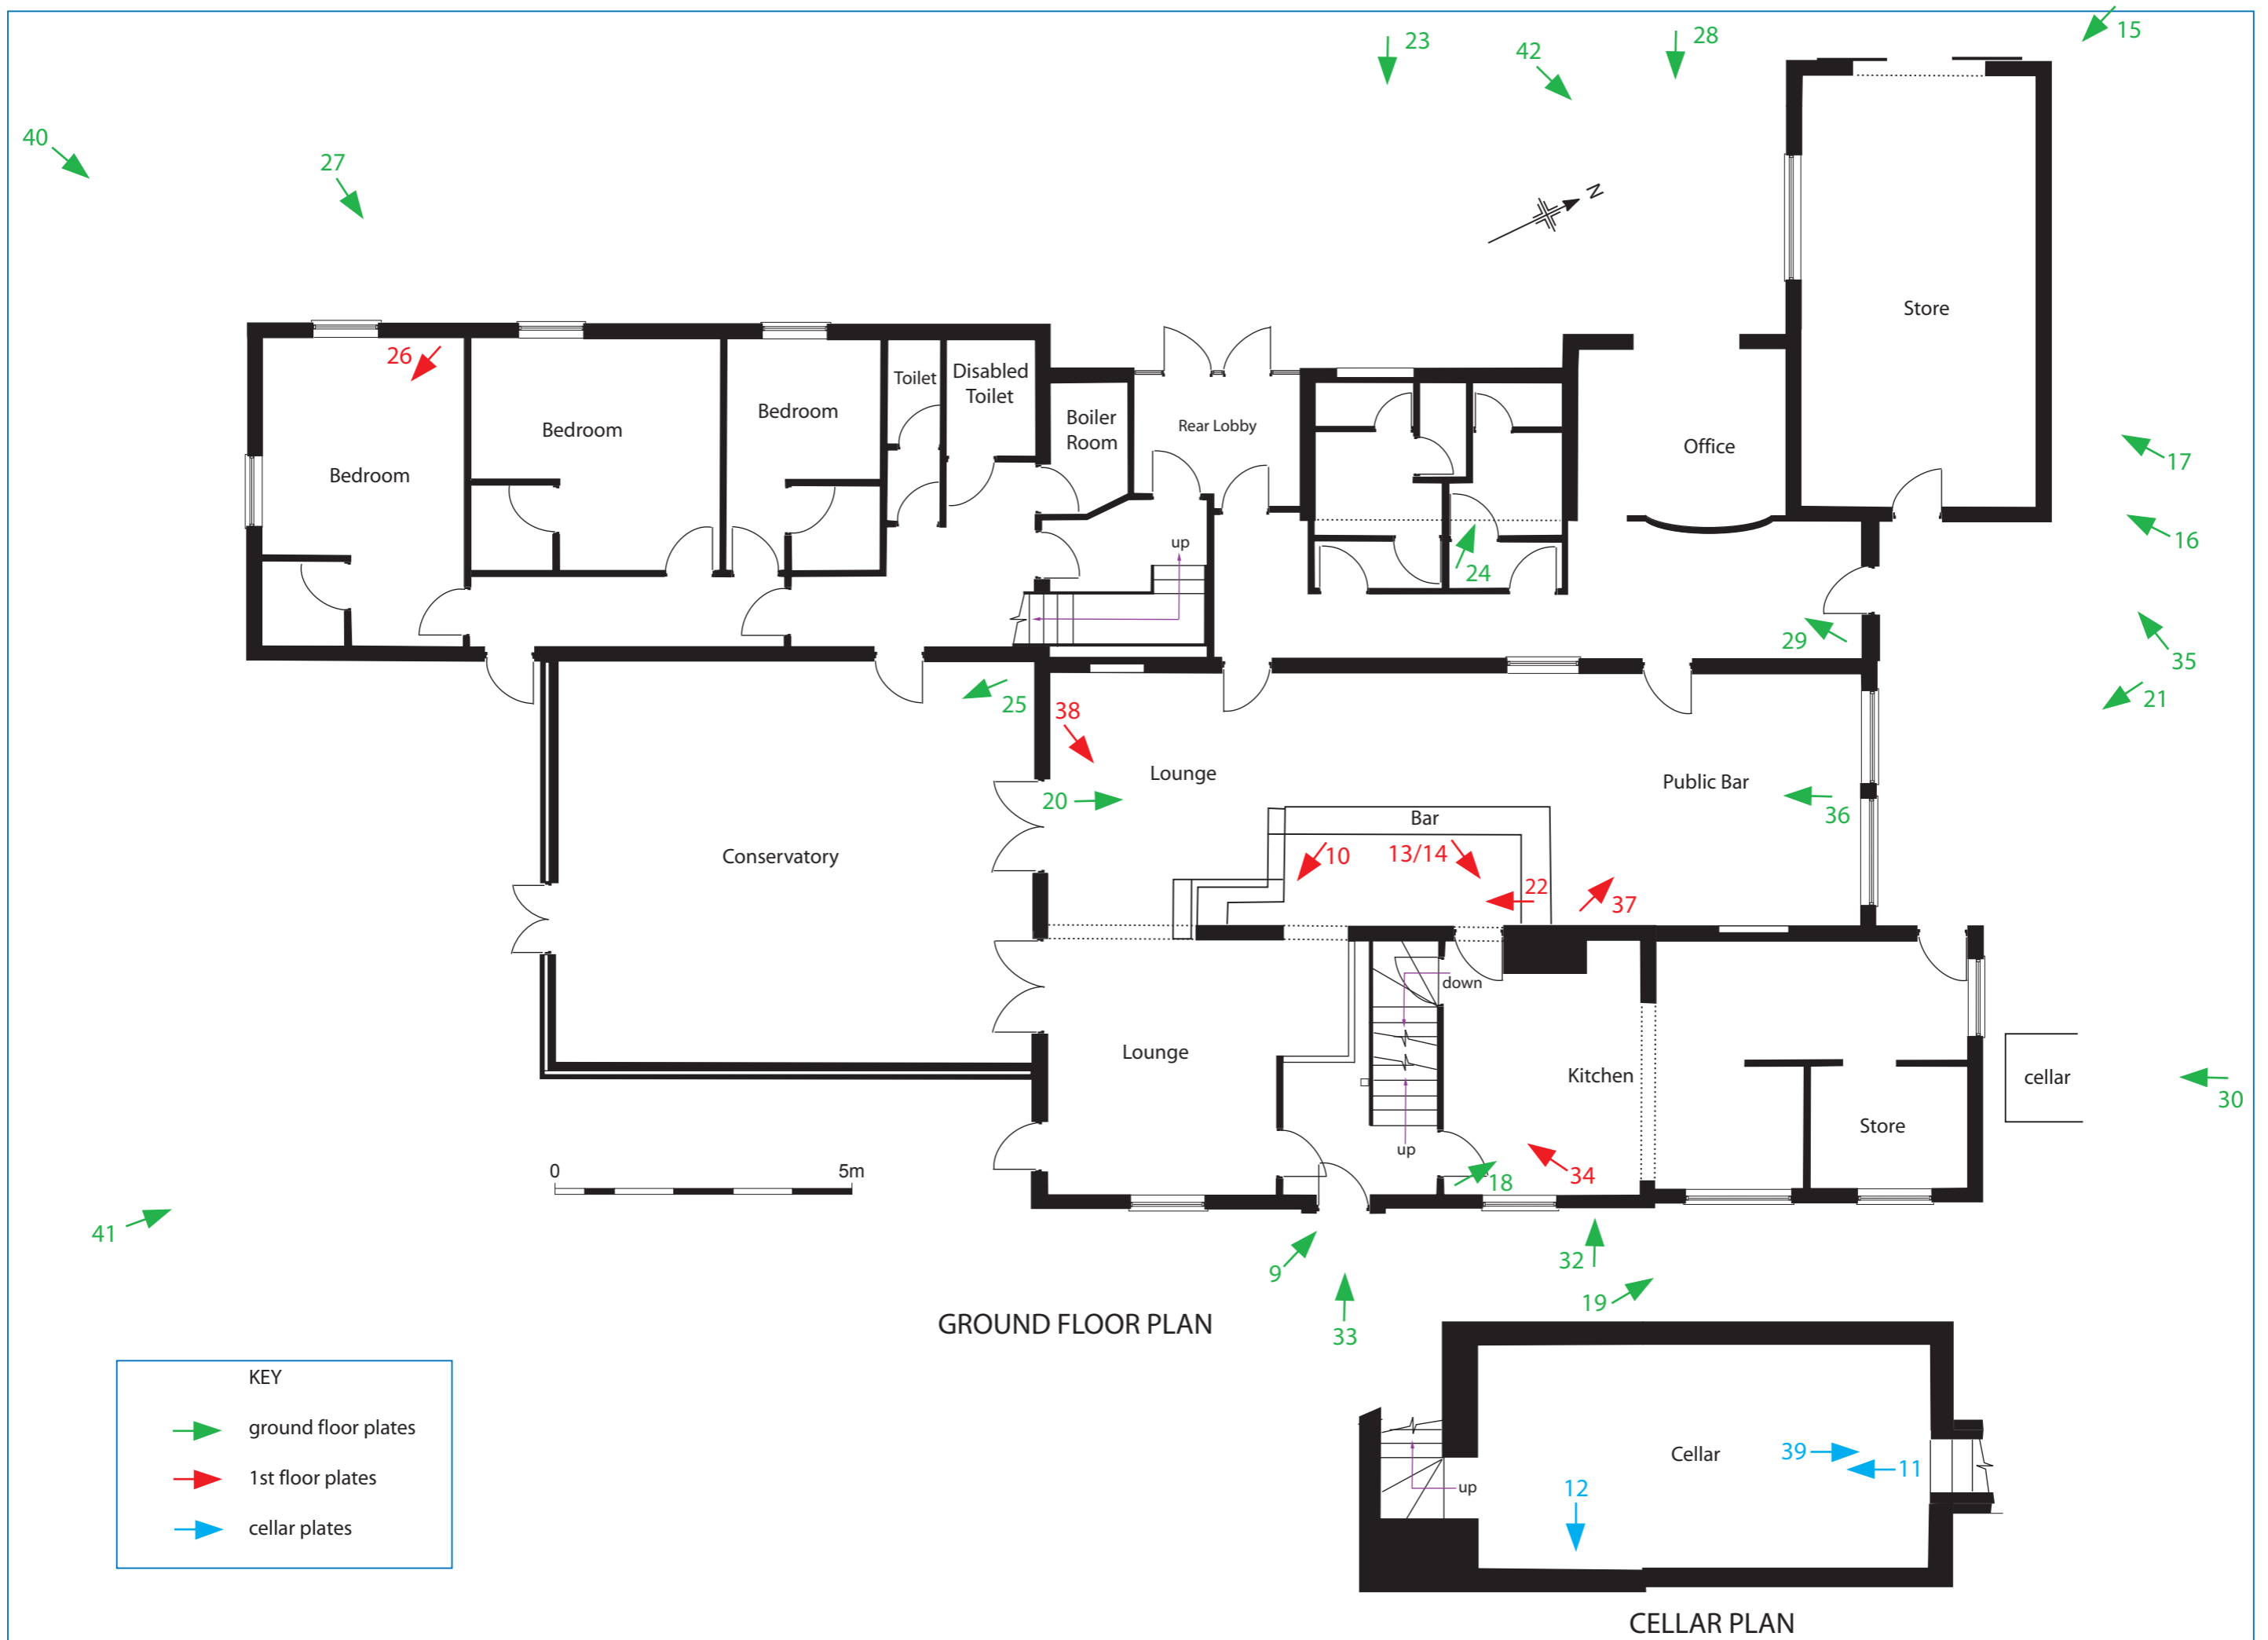 15
23
28
42
40
27
N
Store
26
Toilet
Disabled
Toilet
Bedroom
Boiler
Room
Rear Lobby
Bedroom
Office
Bedroom
17
16
up
24
29
35
25
21
38
Lounge
Public Bar
20
36
Bar
Conservatory
10
13/14
22
37
down
Lounge
Kitchen
cellar
30
Store
up
0
5m
18
34
41
9
32
19
33
GROUND FLOOR PLAN
KEY
ground floor plates
1st floor plates
cellar plates
Cellar
39
11
up
12
CELLAR PLAN